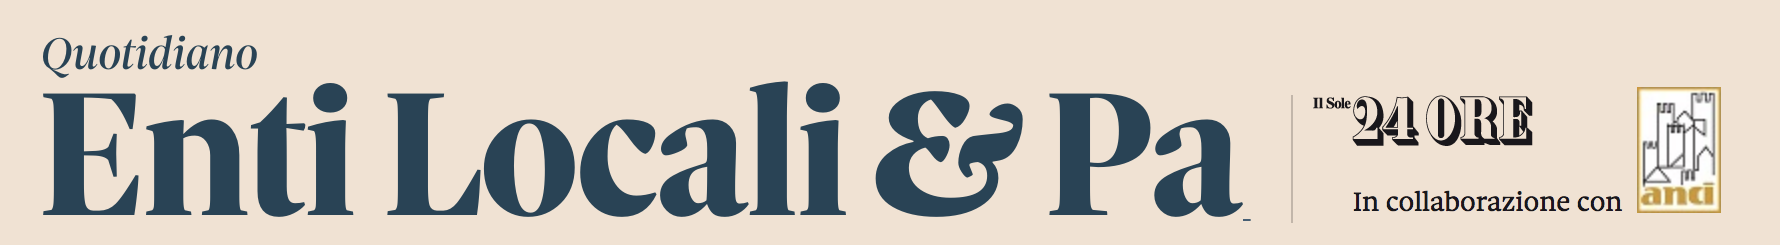 Quotidiano
Enti Locali & Pa
Il Sole 24 ORE
In collaborazione con
anci